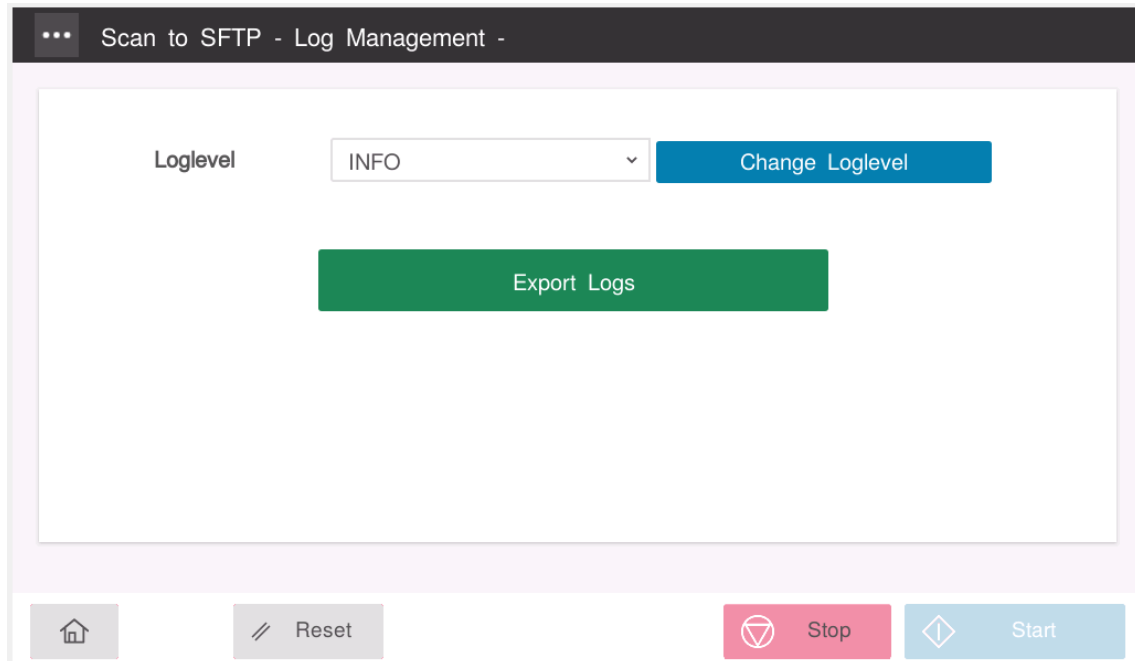 Scan to SFTP - Log Management -
Loglevel INFO Change Loglevel
Export Logs
Reset Stop Start